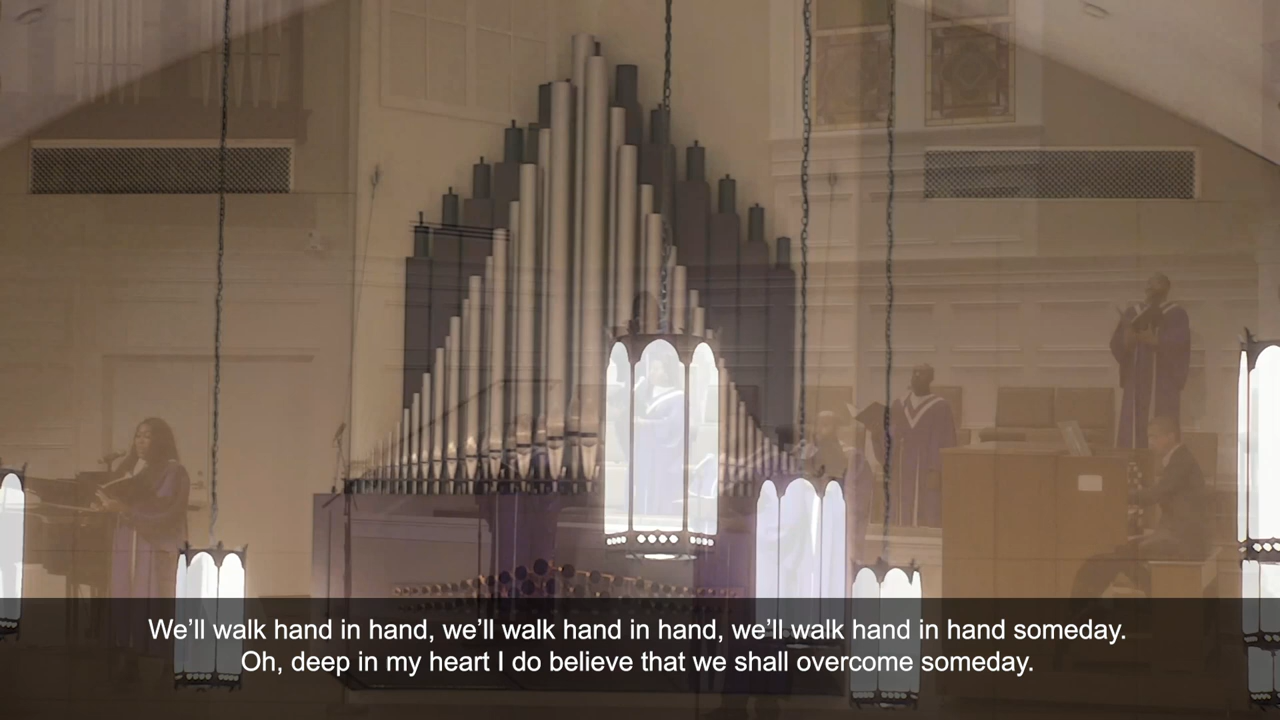 We’ll walk hand in hand, we’ll walk hand in hand, we’ll walk hand in hand someday.
Oh, deep in my heart I do believe that we shall overcome someday.